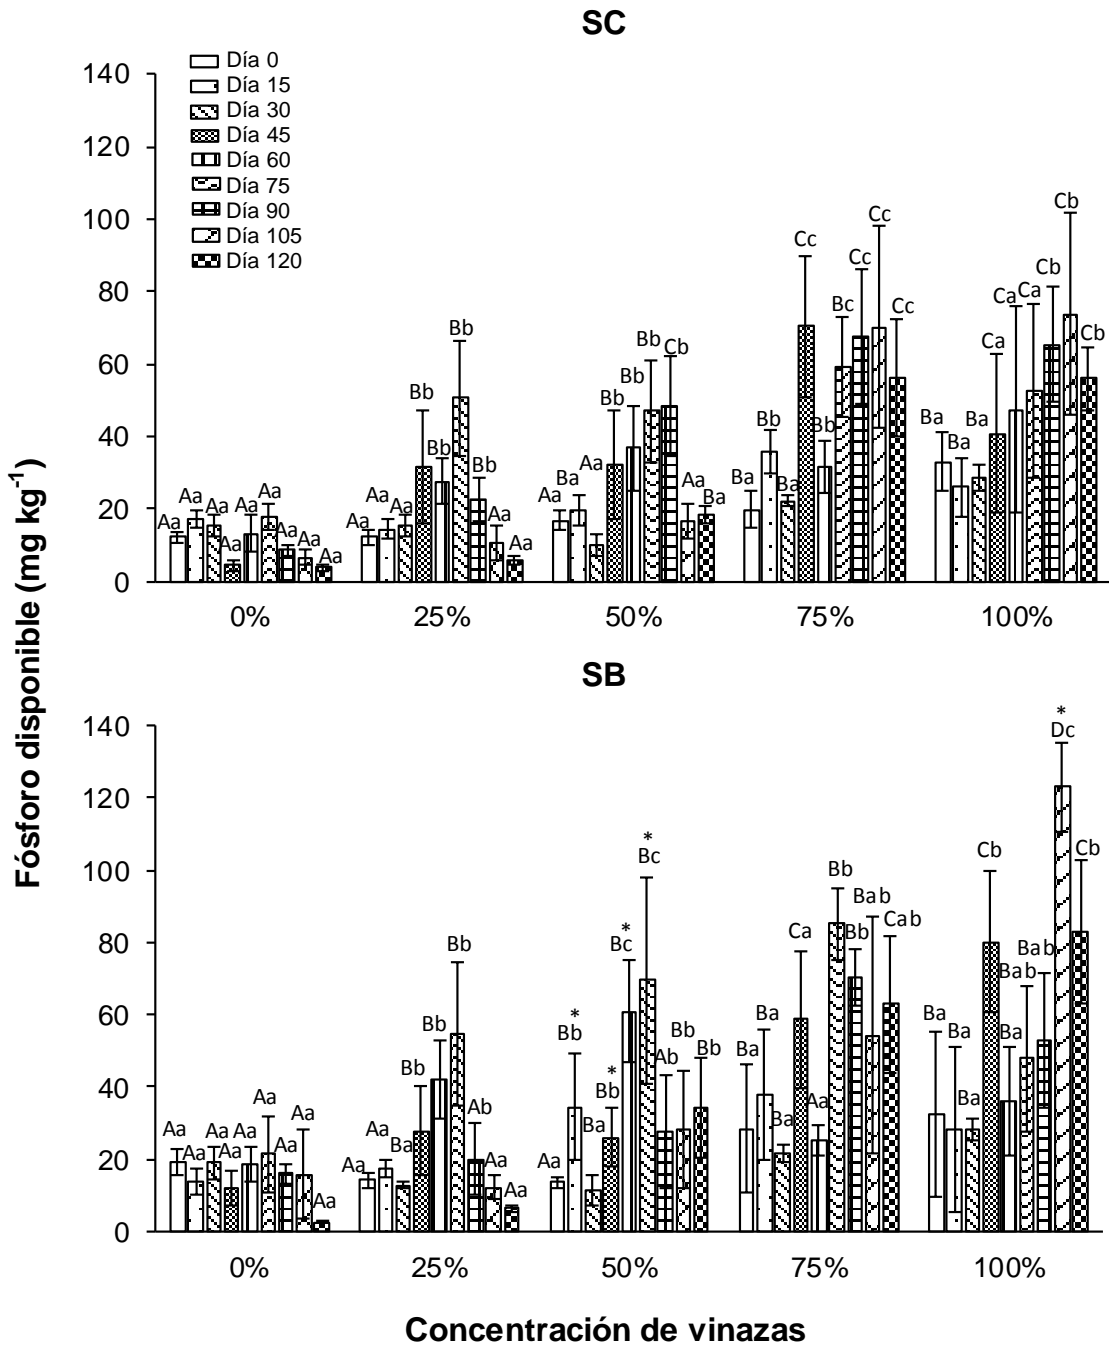 SC
Día 0
Día 15
Día 30
Día 45
Día 60
Día 75
Día 90
Día 105
Día 120
140
120
100
80
60
40
20
0
Aa Aa Aa Aa Aa Aa Aa Aa Aa
Aa Aa Aa Bb Bb Bb Bb Aa Aa
Aa Ba Aa Bb Bb Bb Cb Aa Ba
Ba Bb Ba Cc Bb Bc Cc Cc Cc
Ba Ba Ba Ca Ca Ca Cb Cb Cb
0% 25% 50% 75% 100%
Fósforo disponible (mg kg⁻¹)
SB
140
120
100
80
60
40
20
0
Aa Aa Aa Aa Aa Aa Aa Aa Aa
Aa Aa Ba Bb Bb Bb Ab Aa Aa
* * * *
Aa Bb Ba Bb Bc Bc Ab Bb Bb
Ba Ba Ba Ca Aa Bb Bb Bab Cab
*
Ba Ba Ba Cb Ba Bab Bab Dc Cb
0% 25% 50% 75% 100%
Concentración de vinazas